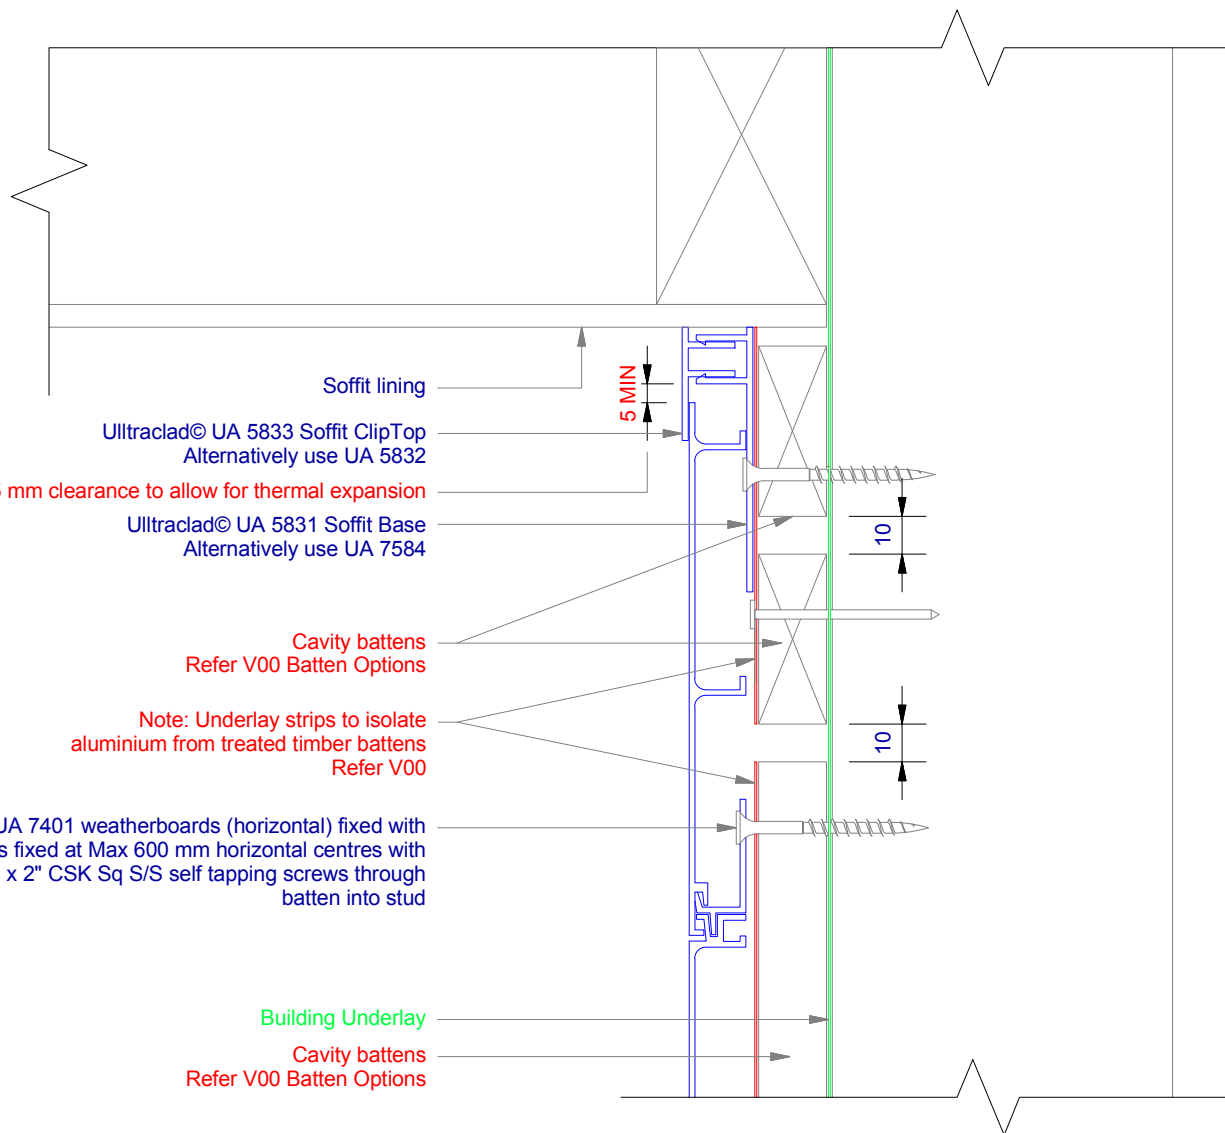 Soffit lining
5 MIN
Ulltraclad© UA 5833 Soffit ClipTop
Alternatively use UA 5832
mm clearance to allow for thermal expansion
Ulltraclad© UA 5831 Soffit Base
Alternatively use UA 7584
10
Cavity battens
Refer V00 Batten Options
Note: Underlay strips to isolate
aluminium from treated timber battens
Refer V00
10
UA 7401 weatherboards (horizontal) fixed with
fixed at Max 600 mm horizontal centres with
x 2" CSK Sq S/S self tapping screws through
batten into stud
Building Underlay
Cavity battens
Refer V00 Batten Options